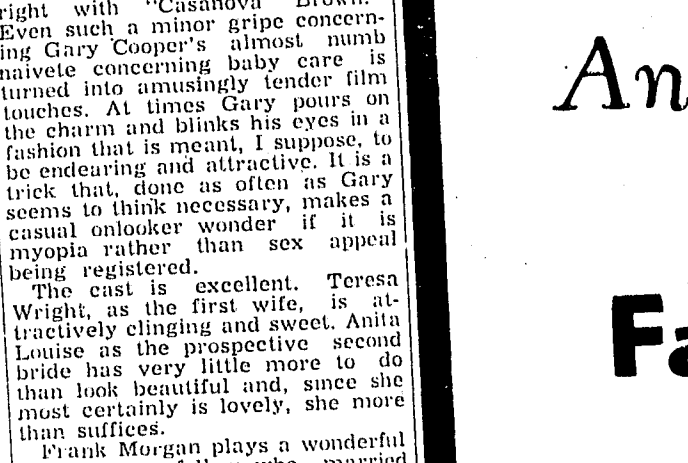 right with "Casanova Brown."
Even such a minor gripe concern-
ing Gary Cooper's almost numb
naivete concerning baby care is
turned into amusingly tender film
touches. At times Gary pours on
the charm and blinks his eyes in a
fashion that is meant, I suppose, to
be endearing and attractive. It is a
trick that, done as often as Gary
seems to think necessary, makes a
casual onlooker wonder if it is
myopia rather than sex appeal
being registered.
The cast is excellent. Teresa
Wright, as the first wife, is at-
tractively clinging and sweet. Anita
Louise as the prospective second
bride has very little more to do
than look beautiful and, since she
most certainly is lovely, she more
than suffices.
Frank Morgan plays a wonderful
who married
An
Fa